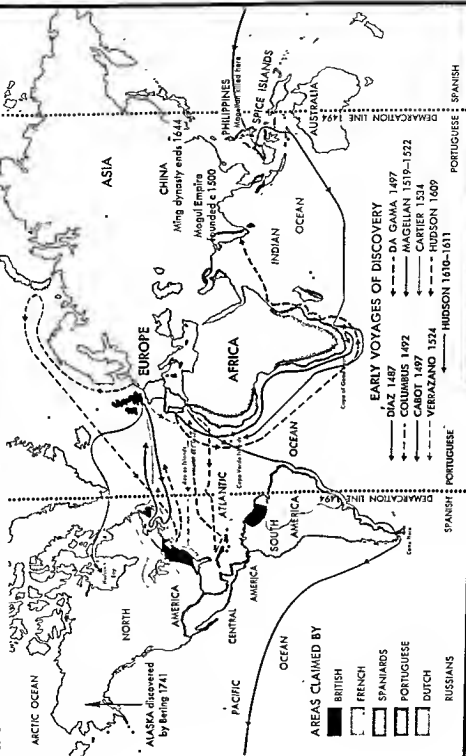 ARCTIC OCEAN
ALASKA discovered
by Bering 1741
NORTH
AMERICA
CENTRAL
AMERICA
SOUTH
AMERICA
PACIFIC
OCEAN
ATLANTIC
OCEAN
EUROPE
AFRICA
ASIA
CHINA
Ming dynasty ends 1644
Mogul Empire
founded c 1500
INDIAN
OCEAN
PHILIPPINES
Magellan killed here
SPICE ISLANDS
AUSTRALIA
DEMARCATION LINE 1494
DEMARCATION LINE 1494
SPANISH
PORTUGUESE
PORTUGUESE
SPANISH
AREAS CLAIMED BY
BRITISH
FRENCH
SPANIARDS
PORTUGUESE
DUTCH
RUSSIANS
EARLY VOYAGES OF DISCOVERY
DIAZ 1487
COLUMBUS 1492
CABOT 1497
VERRAZANO 1524
DA GAMA 1497
MAGELLAN 1519–1522
CARTIER 1534
HUDSON 1609
HUDSON 1610–1611